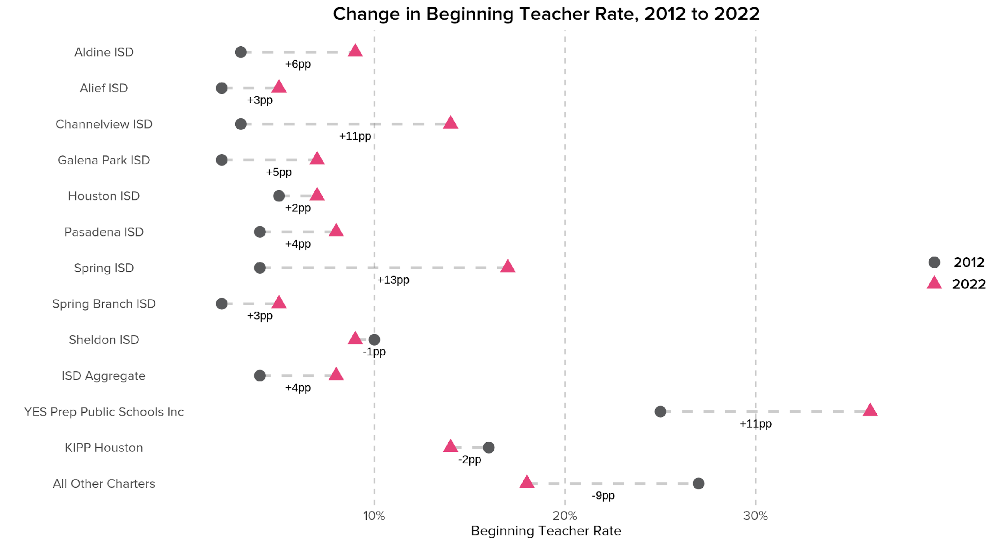 Change in Beginning Teacher Rate, 2012 to 2022
Aldine ISD
+6pp
Alief ISD
+3pp
Channelview ISD
+11pp
Galena Park ISD
+5pp
Houston ISD
+2pp
Pasadena ISD
+4pp
Spring ISD
+13pp
Spring Branch ISD
+3pp
Sheldon ISD
-1pp
ISD Aggregate
+4pp
YES Prep Public Schools Inc
+11pp
KIPP Houston
-2pp
All Other Charters
-9pp
2012
2022
10% 20% 30%
Beginning Teacher Rate